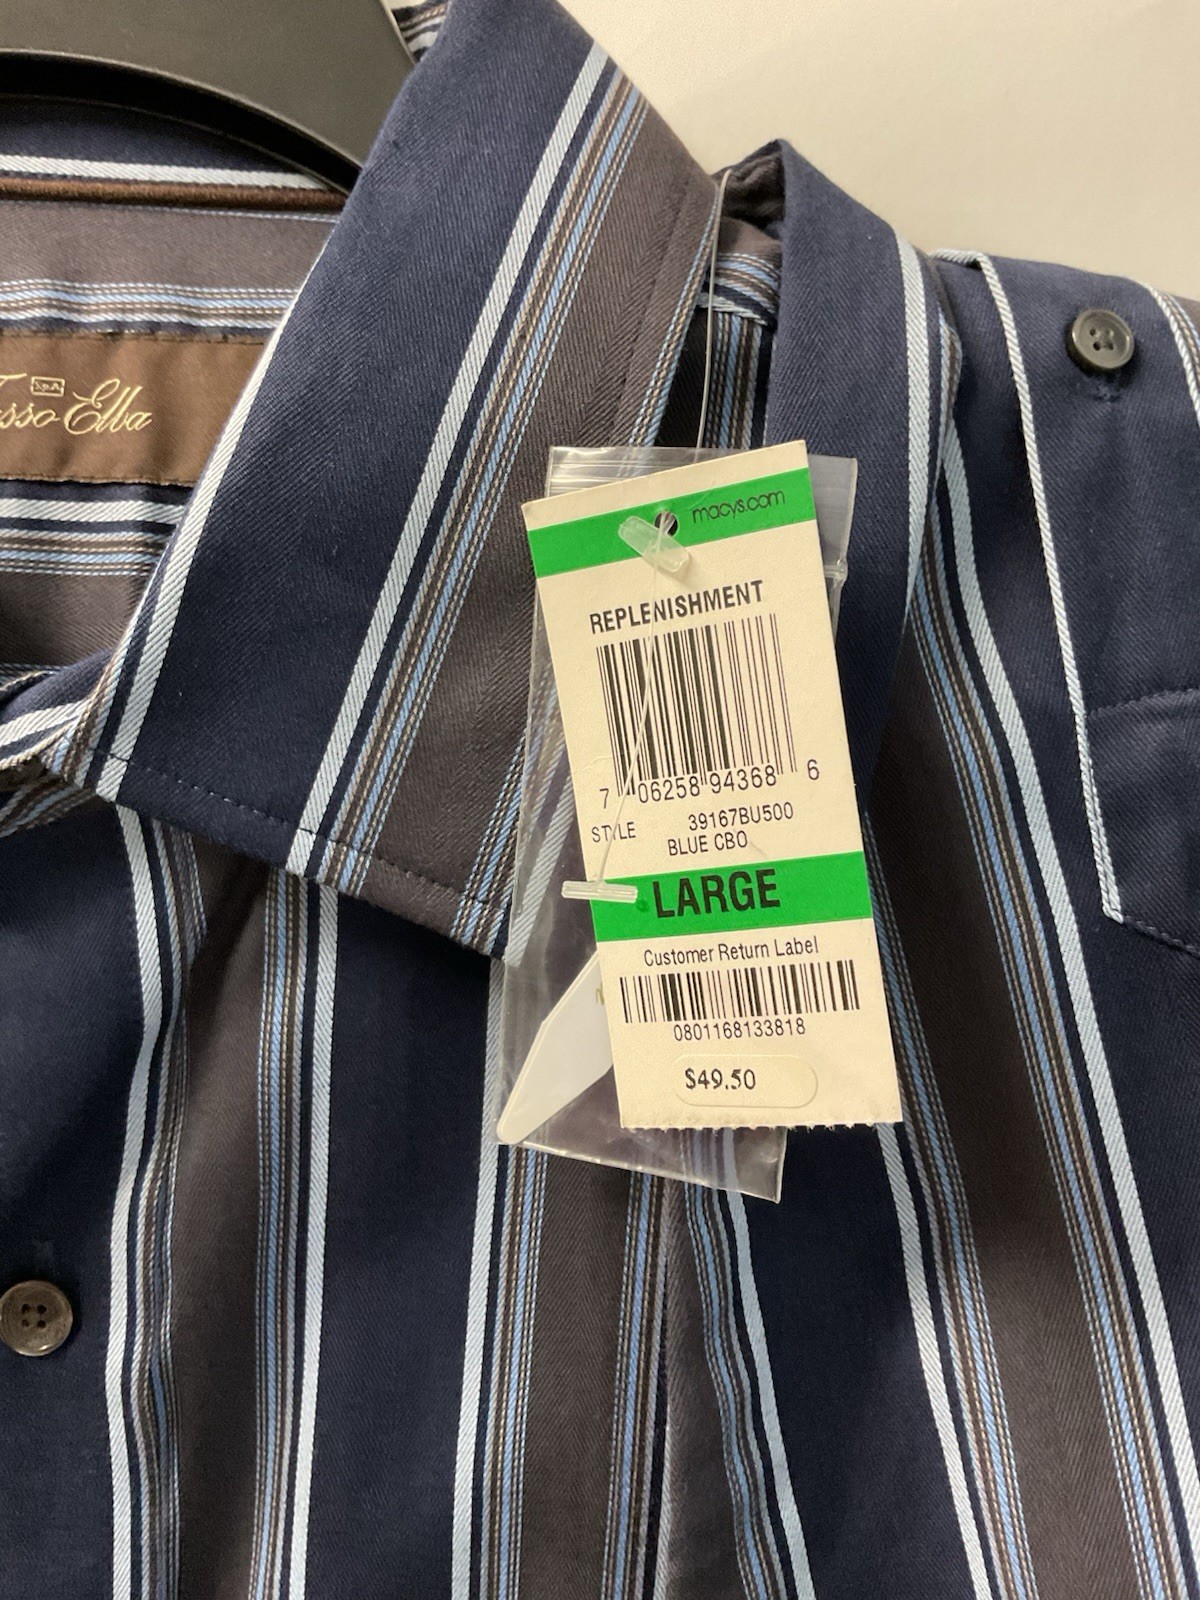 S.p.A.
Elba
macys.com
REPLENISHMENT
7 06258 94368 6
STYLE 39167BU500
BLUE CBO
LARGE
Customer Return Label
0801168133818
$49.50